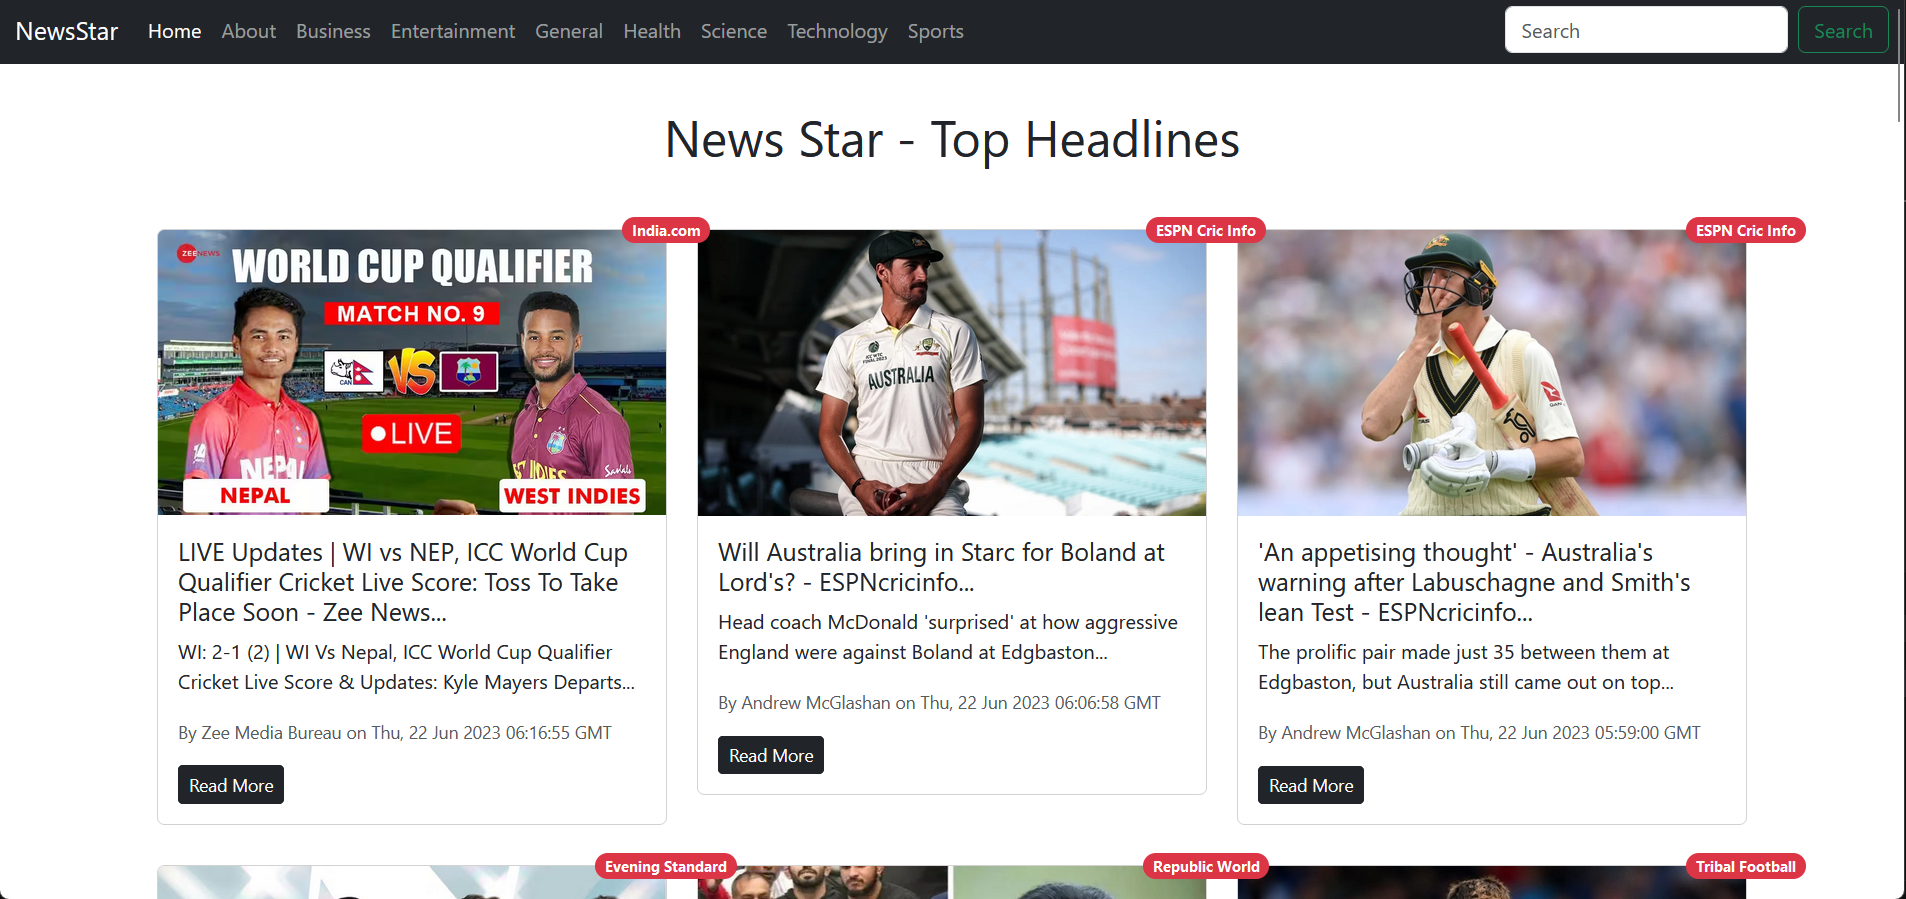 NewsStar Home About Business Entertainment General Health Science Technology Sports Search Search
News Star - Top Headlines
India.com
ZEENEWS
WORLD CUP QUALIFIER
MATCH NO. 9
CAN
VS
LIVE
NEPAL
WEST INDIES
NEPAL
WEST INDIES
LIVE Updates | WI vs NEP, ICC World Cup
Qualifier Cricket Live Score: Toss To Take
Place Soon - Zee News...
WI: 2-1 (2) | WI Vs Nepal, ICC World Cup Qualifier
Cricket Live Score & Updates: Kyle Mayers Departs...
By Zee Media Bureau on Thu, 22 Jun 2023 06:16:55 GMT
Read More
ESPN Cric Info
ICC WTC
FINAL 2023
AUSTRALIA
Will Australia bring in Starc for Boland at
Lord's? - ESPNcricinfo...
Head coach McDonald 'surprised' at how aggressive
England were against Boland at Edgbaston...
By Andrew McGlashan on Thu, 22 Jun 2023 06:06:58 GMT
Read More
ESPN Cric Info
'An appetising thought' - Australia's
warning after Labuschagne and Smith's
lean Test - ESPNcricinfo...
The prolific pair made just 35 between them at
Edgbaston, but Australia still came out on top...
By Andrew McGlashan on Thu, 22 Jun 2023 05:59:00 GMT
Read More
Evening Standard
Republic World
Tribal Football